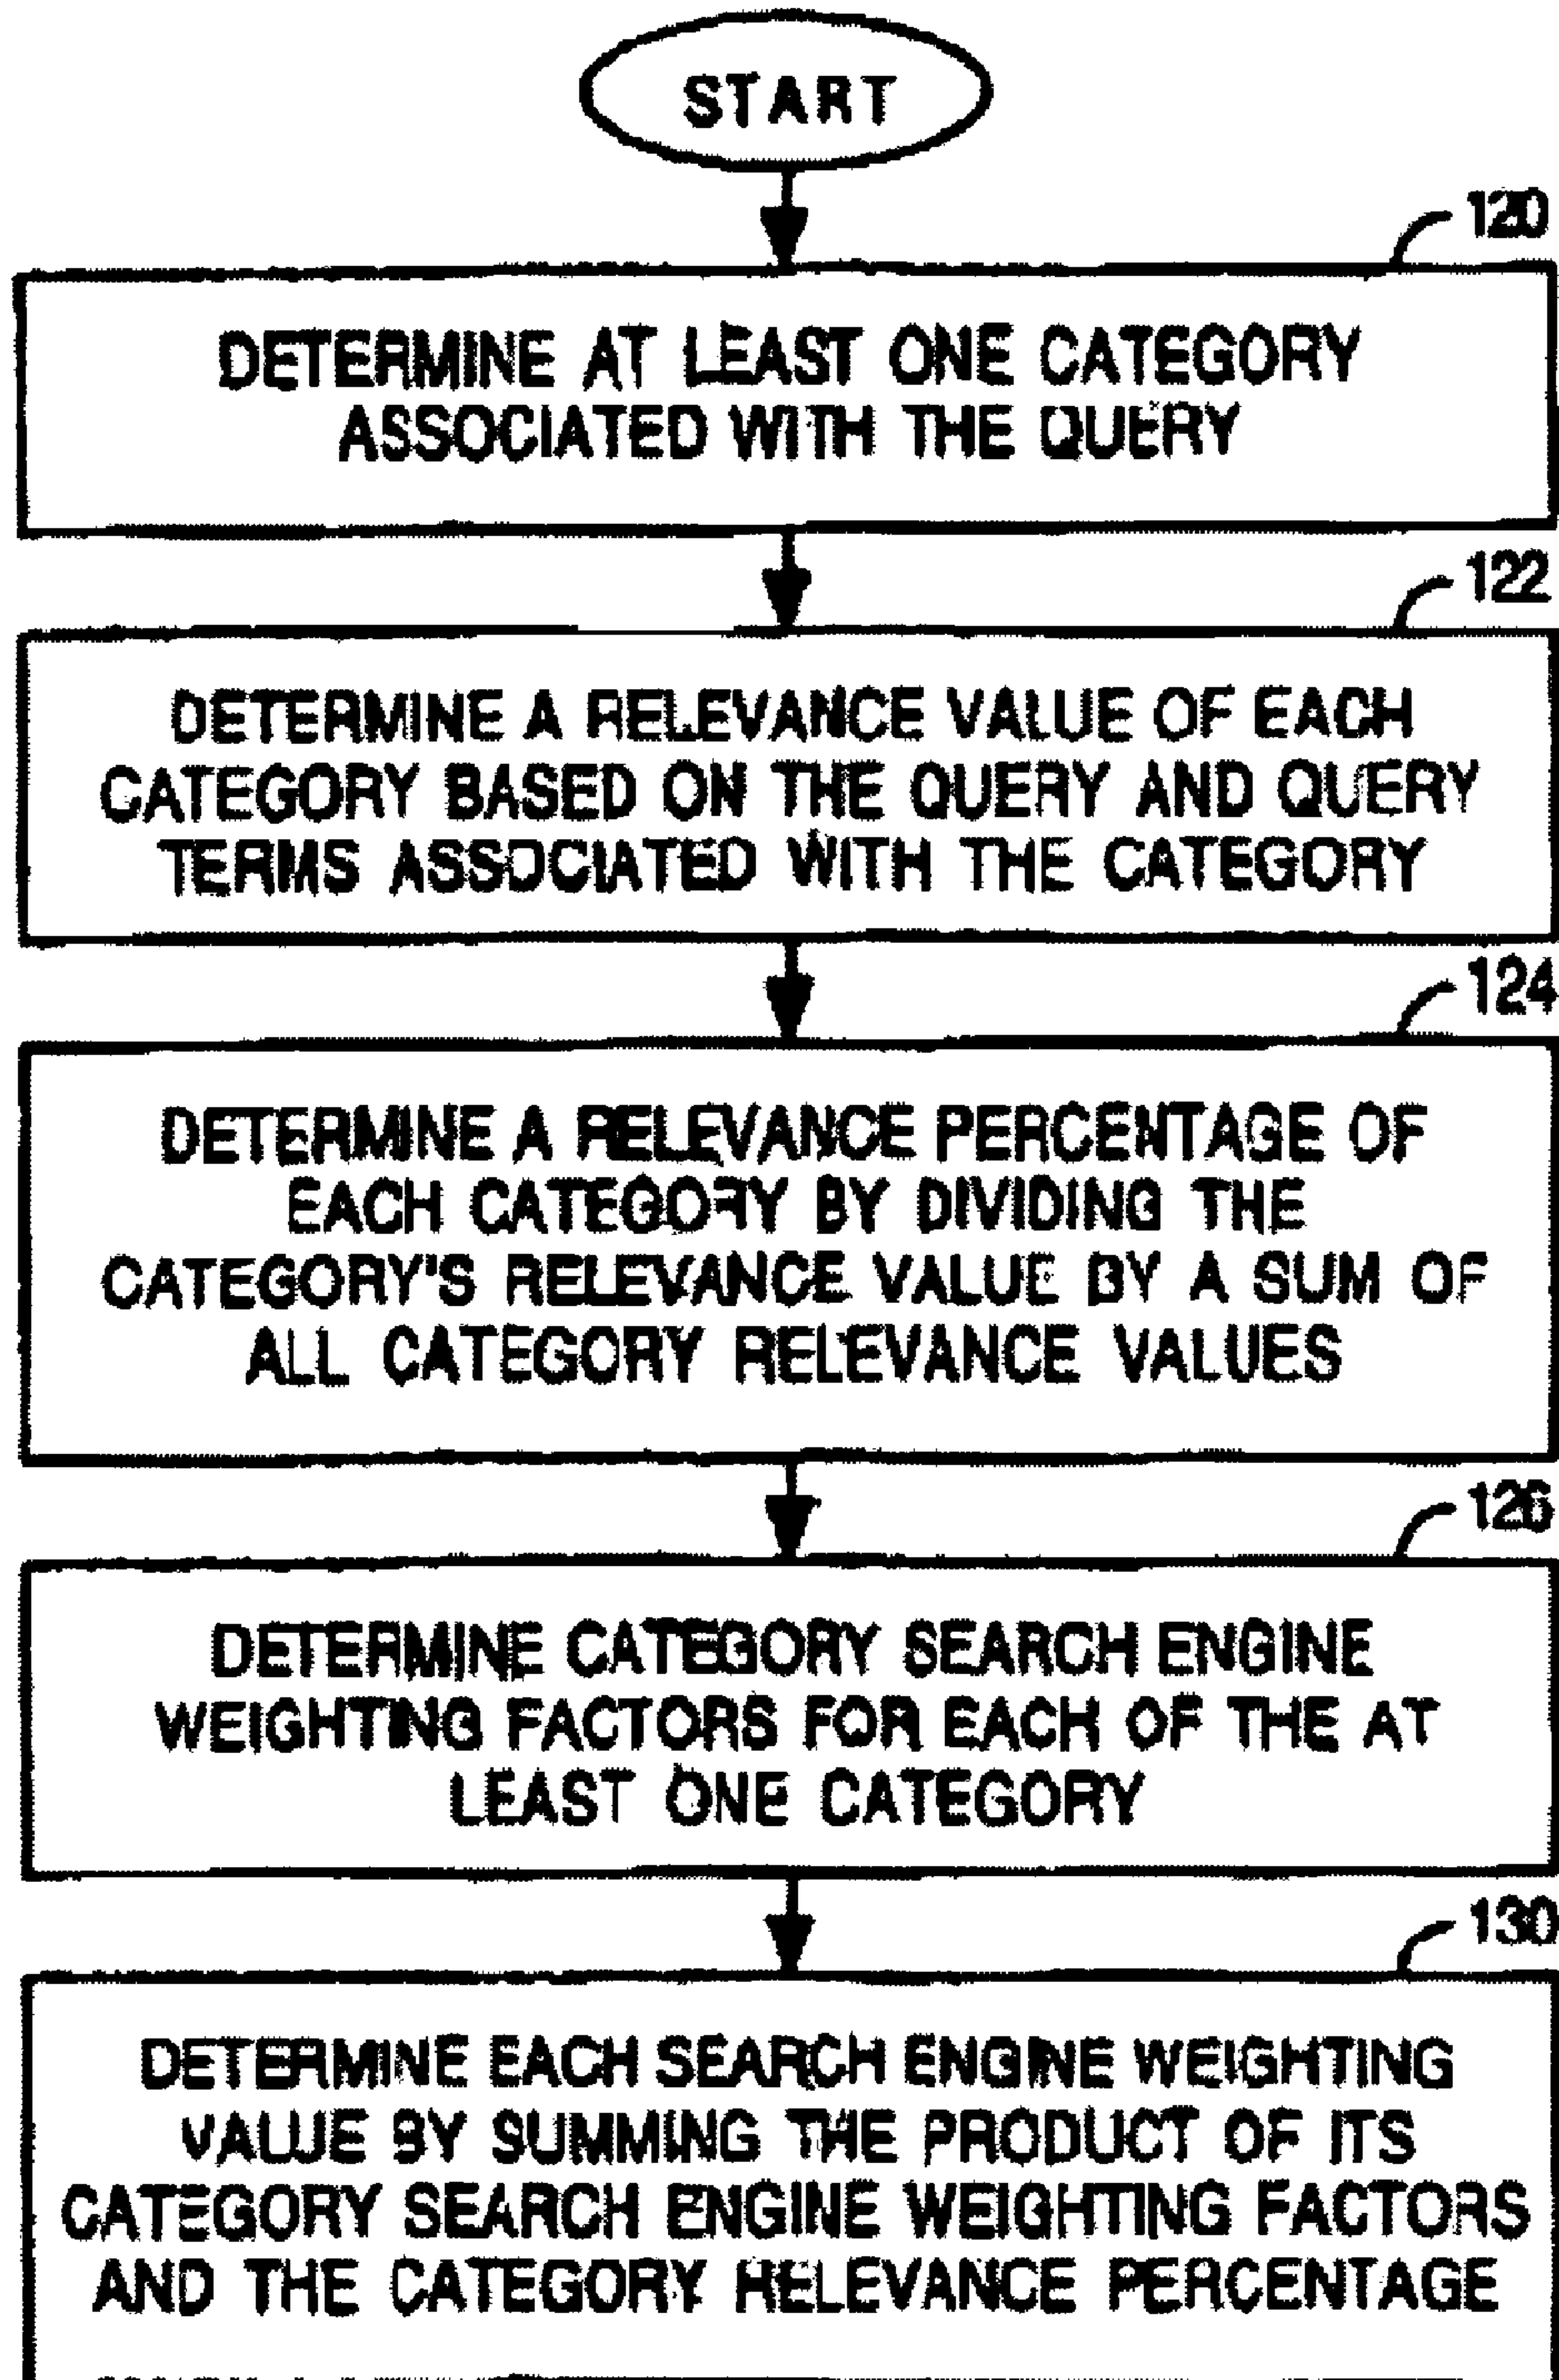 START
120
DETERMINE AT LEAST ONE CATEGORY
ASSOCIATED WITH THE QUERY
122
DETERMINE A RELEVANCE VALUE OF EACH
CATEGORY BASED ON THE QUERY AND QUERY
TERMS ASSOCIATED WITH THE CATEGORY
124
DETERMINE A RELEVANCE PERCENTAGE OF
EACH CATEGORY BY DIVIDING THE
CATEGORY'S RELEVANCE VALUE BY A SUM OF
ALL CATEGORY RELEVANCE VALUES
126
DETERMINE CATEGORY SEARCH ENGINE
WEIGHTING FACTORS FOR EACH OF THE AT
LEAST ONE CATEGORY
130
DETERMINE EACH SEARCH ENGINE WEIGHTING
VALUE BY SUMMING THE PRODUCT OF ITS
CATEGORY SEARCH ENGINE WEIGHTING FACTORS
AND THE CATEGORY RELEVANCE PERCENTAGE